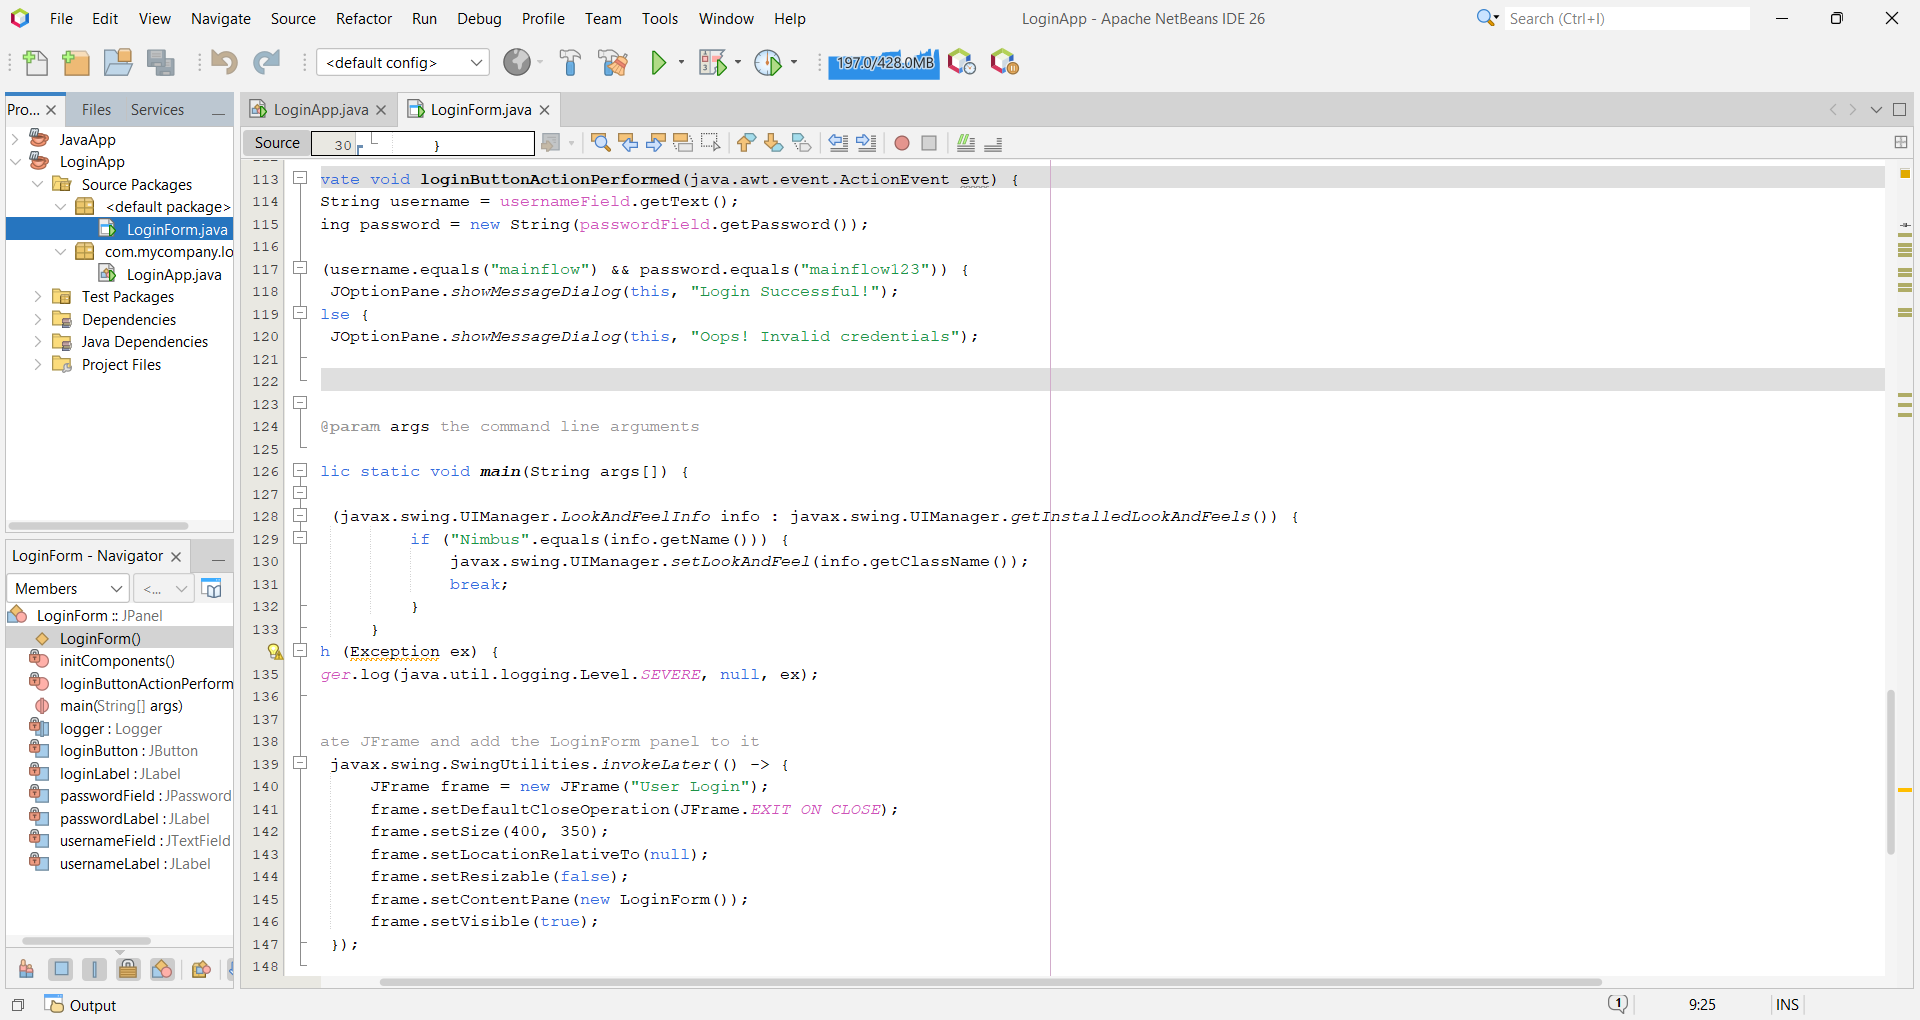 File Edit View Navigate Source Refactor Run Debug Profile Team Tools Window Help
LoginApp - Apache NetBeans IDE 26
Search (Ctrl+I)
<default config>
197.0/428.0MB
Pro... Files Services
JavaApp
LoginApp
Source Packages
<default package>
LoginForm.java
com.mycompany.lo
LoginApp.java
Test Packages
Dependencies
Java Dependencies
Project Files
LoginForm - Navigator
Members <...
LoginForm :: JPanel
LoginForm()
initComponents()
loginButtonActionPerform
main(String[] args)
logger : Logger
loginButton : JButton
loginLabel : JLabel
passwordField : JPassword
passwordLabel : JLabel
usernameField : JTextField
usernameLabel : JLabel
LoginApp.java LoginForm.java
Source
30 }
113 vate void loginButtonActionPerformed(java.awt.event.ActionEvent evt) {
114 String username = usernameField.getText();
115 ing password = new String(passwordField.getPassword());
116
117 (username.equals("mainflow") && password.equals("mainflow123")) {
118 JOptionPane.showMessageDialog(this, "Login Successful!");
119 lse {
120 JOptionPane.showMessageDialog(this, "Oops! Invalid credentials");
121
122
123
124 @param args the command line arguments
125
126 lic static void main(String args[]) {
127
128 (javax.swing.UIManager.LookAndFeelInfo info : javax.swing.UIManager.getInstalledLookAndFeels()) {
129 if ("Nimbus".equals(info.getName())) {
130 javax.swing.UIManager.setLookAndFeel(info.getClassName());
131 break;
132 }
133 }
h (Exception ex) {
135 ger.log(java.util.logging.Level.SEVERE, null, ex);
136
137
138 ate JFrame and add the LoginForm panel to it
139 javax.swing.SwingUtilities.invokeLater(() -> {
140 JFrame frame = new JFrame("User Login");
141 frame.setDefaultCloseOperation(JFrame.EXIT_ON_CLOSE);
142 frame.setSize(400, 350);
143 frame.setLocationRelativeTo(null);
144 frame.setResizable(false);
145 frame.setContentPane(new LoginForm());
146 frame.setVisible(true);
147 });
148
Output
1
9:25
INS